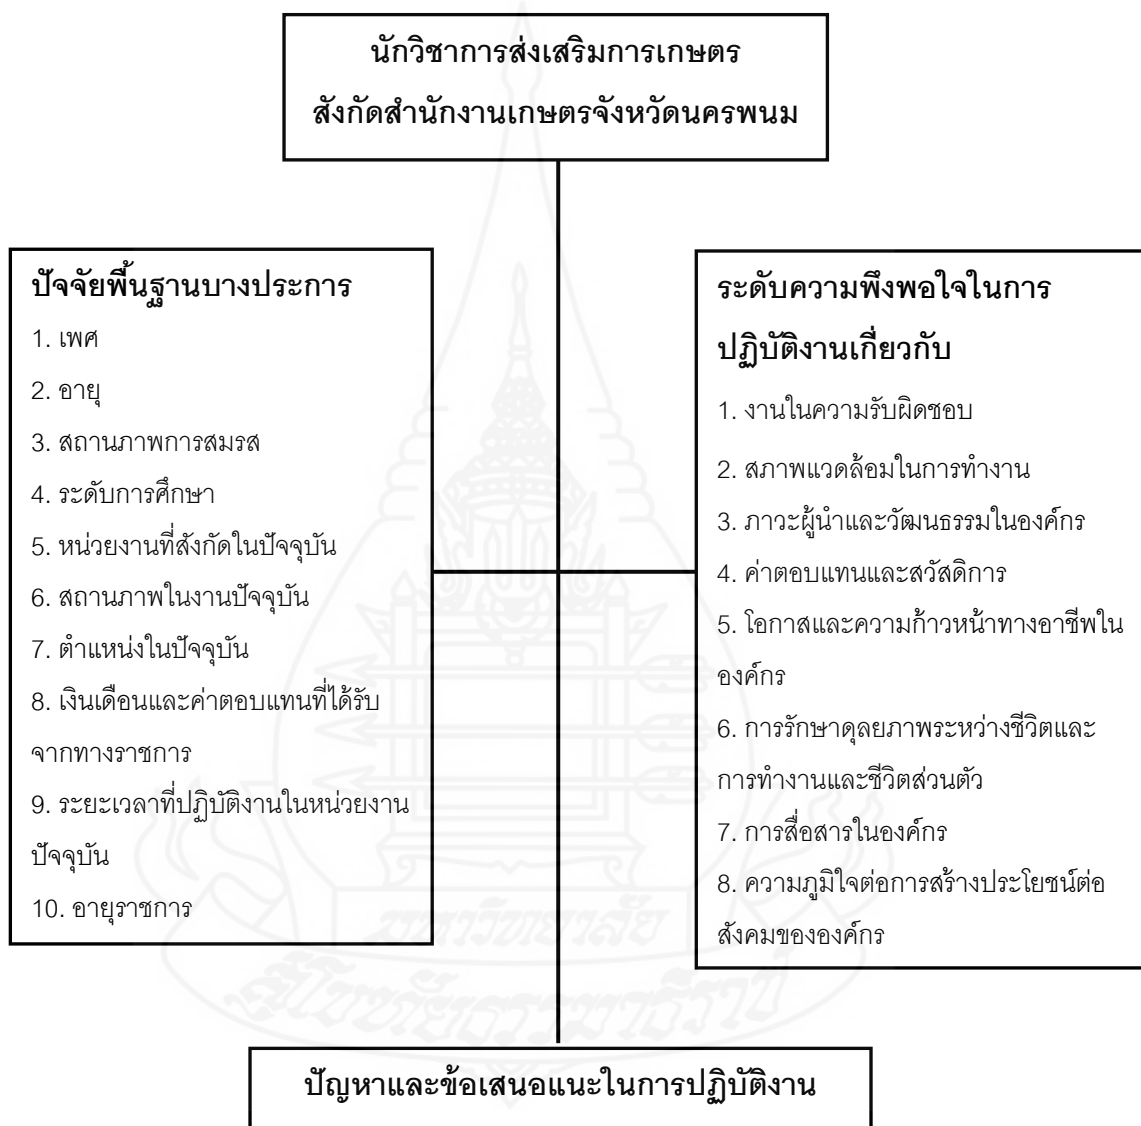 นักวิชาการส่งเสริมการเกษตร
สังกัดสำนักงานเกษตรจังหวัดนครพนม
ปัจจัยพื้นฐานบางประการ
1. เพศ
2. อายุ
3. สถานภาพการสมรส
4. ระดับการศึกษา
5. หน่วยงานที่สังกัดในปัจจุบัน
6. สถานภาพในงานปัจจุบัน
7. ตำแหน่งในปัจจุบัน
8. เงินเดือนและค่าตอบแทนที่ได้รับ
จากทางราชการ
9. ระยะเวลาที่ปฏิบัติงานในหน่วยงาน
ปัจจุบัน
10. อายุราชการ
ระดับความพึงพอใจในการ
ปฏิบัติงานเกี่ยวกับ
1. งานในความรับผิดชอบ
2. สภาพแวดล้อมในการทำงาน
3. ภาวะผู้นำและวัฒนธรรมในองค์กร
4. ค่าตอบแทนและสวัสดิการ
5. โอกาสและความก้าวหน้าทางอาชีพใน
องค์กร
6. การรักษาดุลยภาพระหว่างชีวิตและ
การทำงานและชีวิตส่วนตัว
7. การสื่อสารในองค์กร
8. ความภูมิใจต่อการสร้างประโยชน์ต่อ
สังคมขององค์กร
มหาวิทยาลัย
สุโขทัยธรรมาธิราช
ปัญหาและข้อเสนอแนะในการปฏิบัติงาน